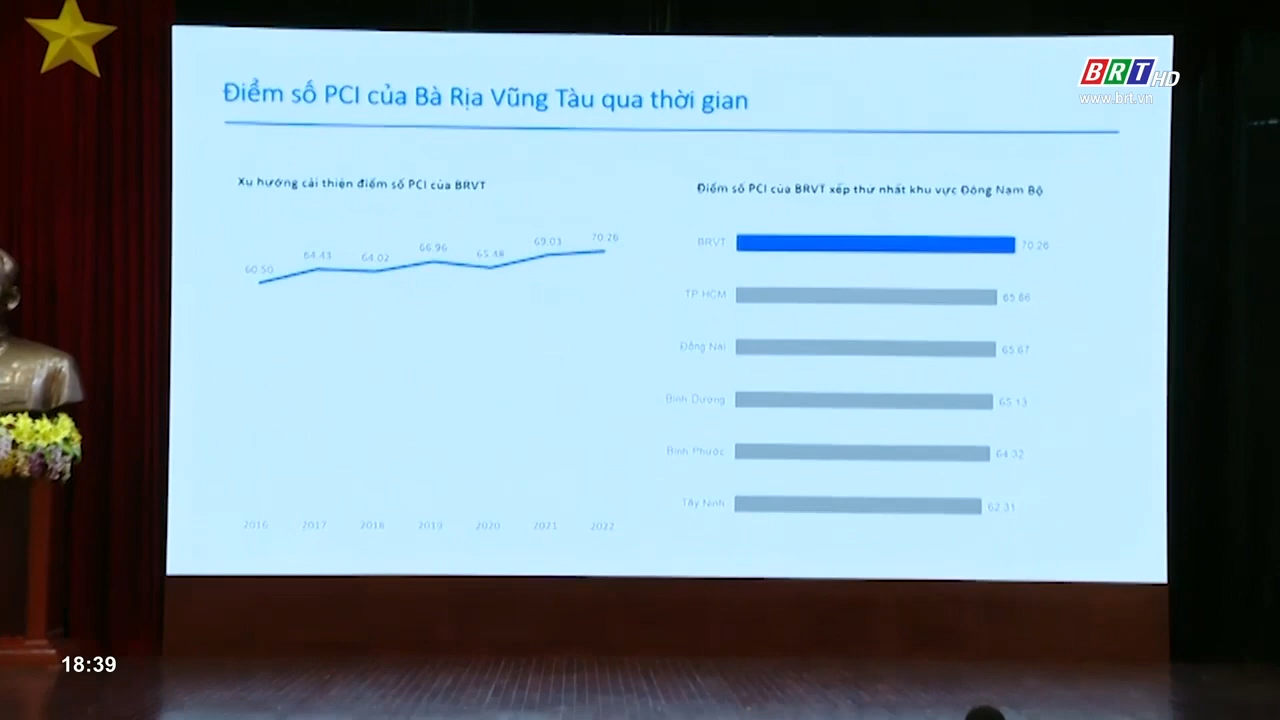 BRT HD
www.brt.vn
Điểm số PCI của Bà Rịa Vũng Tàu qua thời gian
Xu hướng cải thiện điểm số PCI của BRVT
60.50
64.43
64.02
66.96
65.48
69.03
70.26
2016 2017 2018 2019 2020 2021 2022
Điểm số PCI của BRVT xếp thứ nhất khu vực Đông Nam Bộ
BRVT 70.26
TP HCM 65.86
Đồng Nai 65.67
Bình Dương 65.13
Bình Phước 64.32
Tây Ninh 62.31
18:39